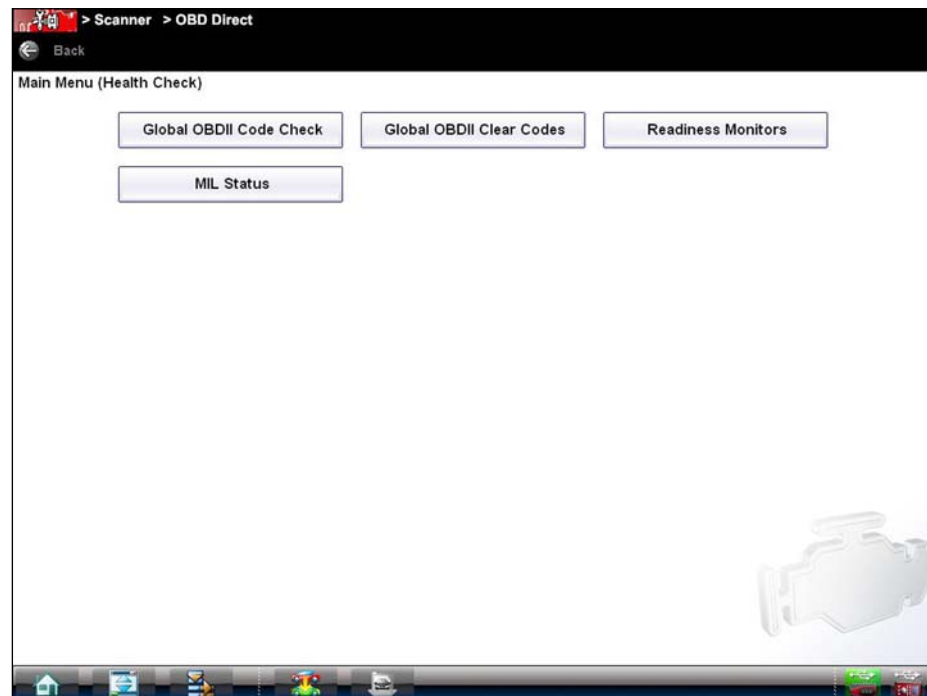 > Scanner > OBD Direct
Back
Main Menu (Health Check)
Global OBDII Code Check Global OBDII Clear Codes Readiness Monitors
MIL Status